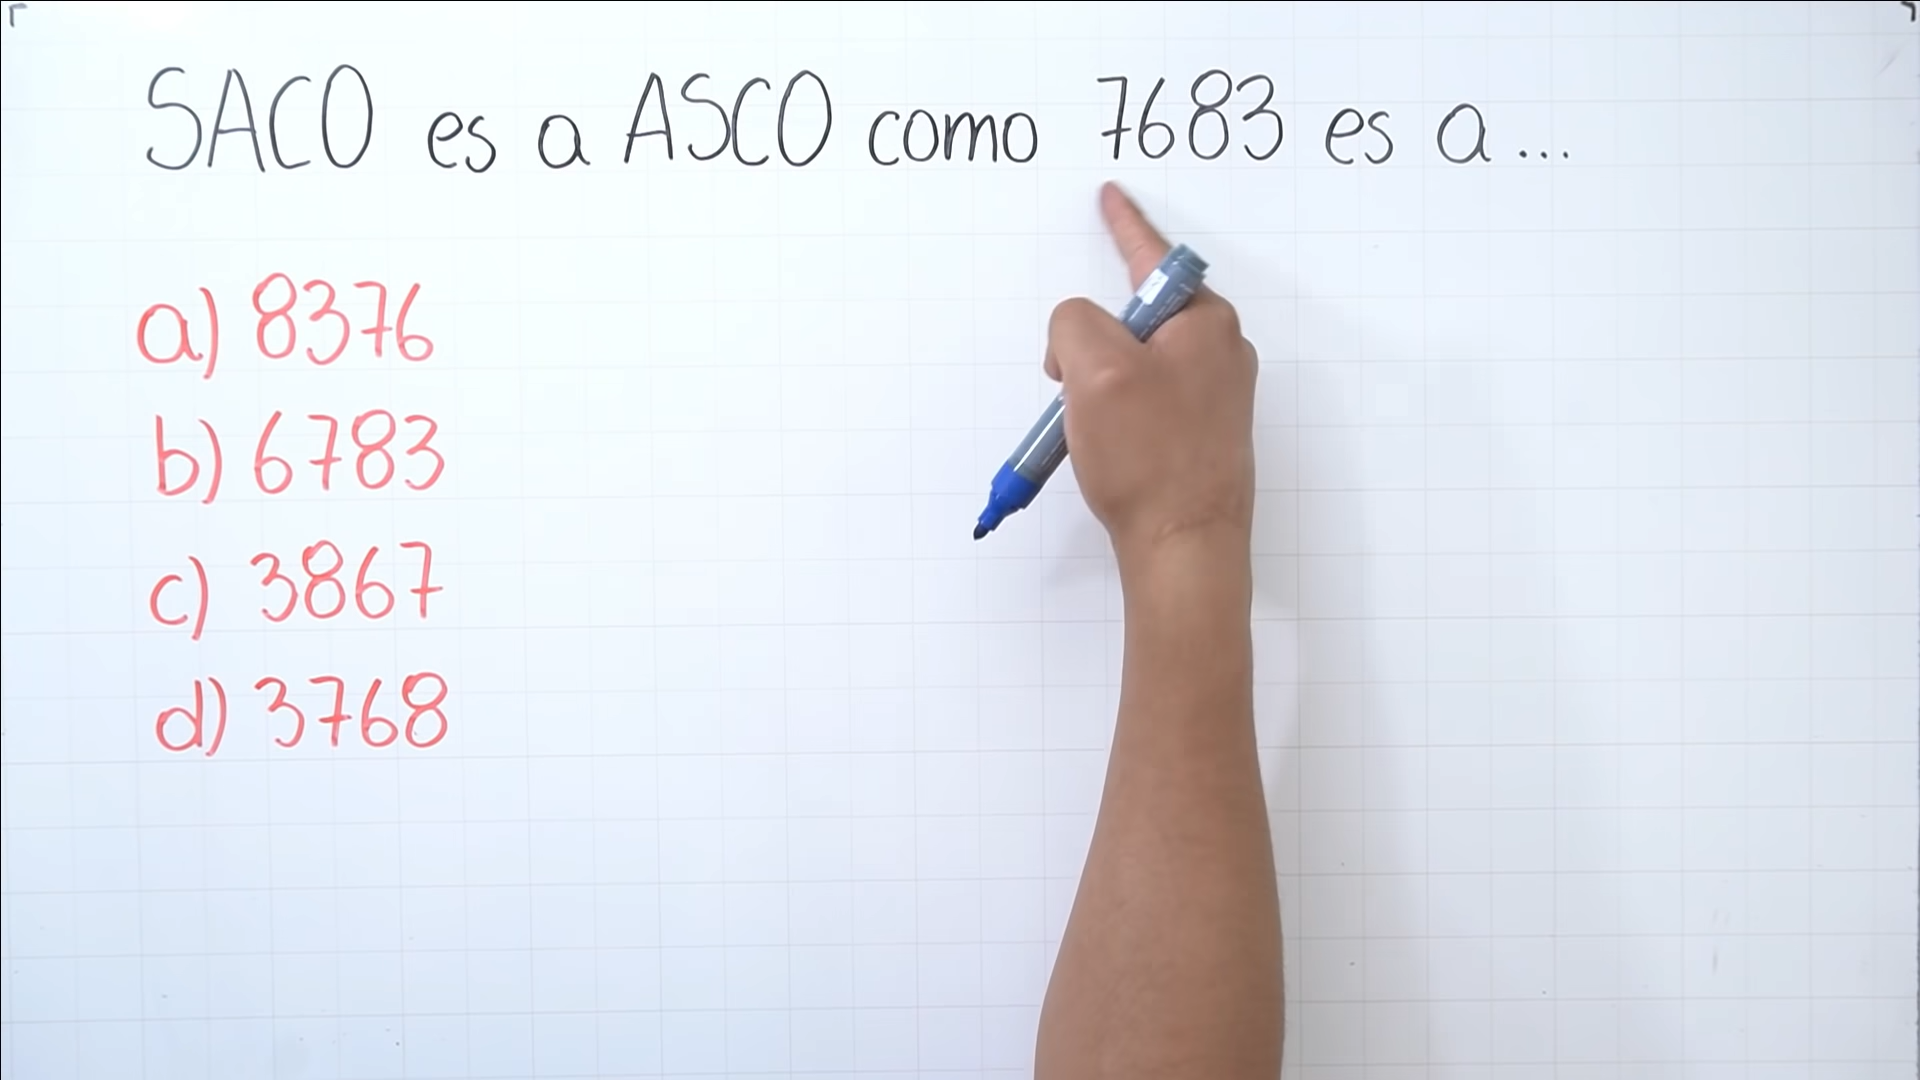 SACO es a ASCO como 7683 es a...
a) 8376
b) 6783
c) 3867
d) 3768